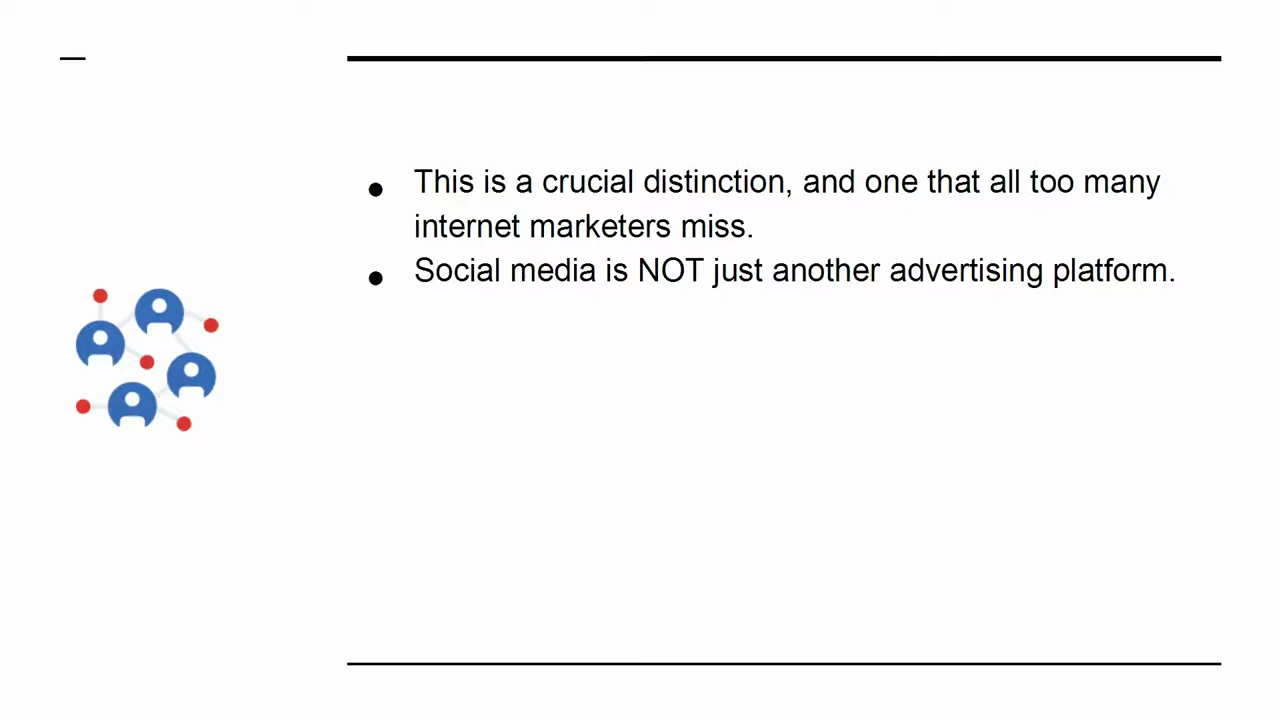 ● This is a crucial distinction, and one that all too many
internet marketers miss.
● Social media is NOT just another advertising platform.